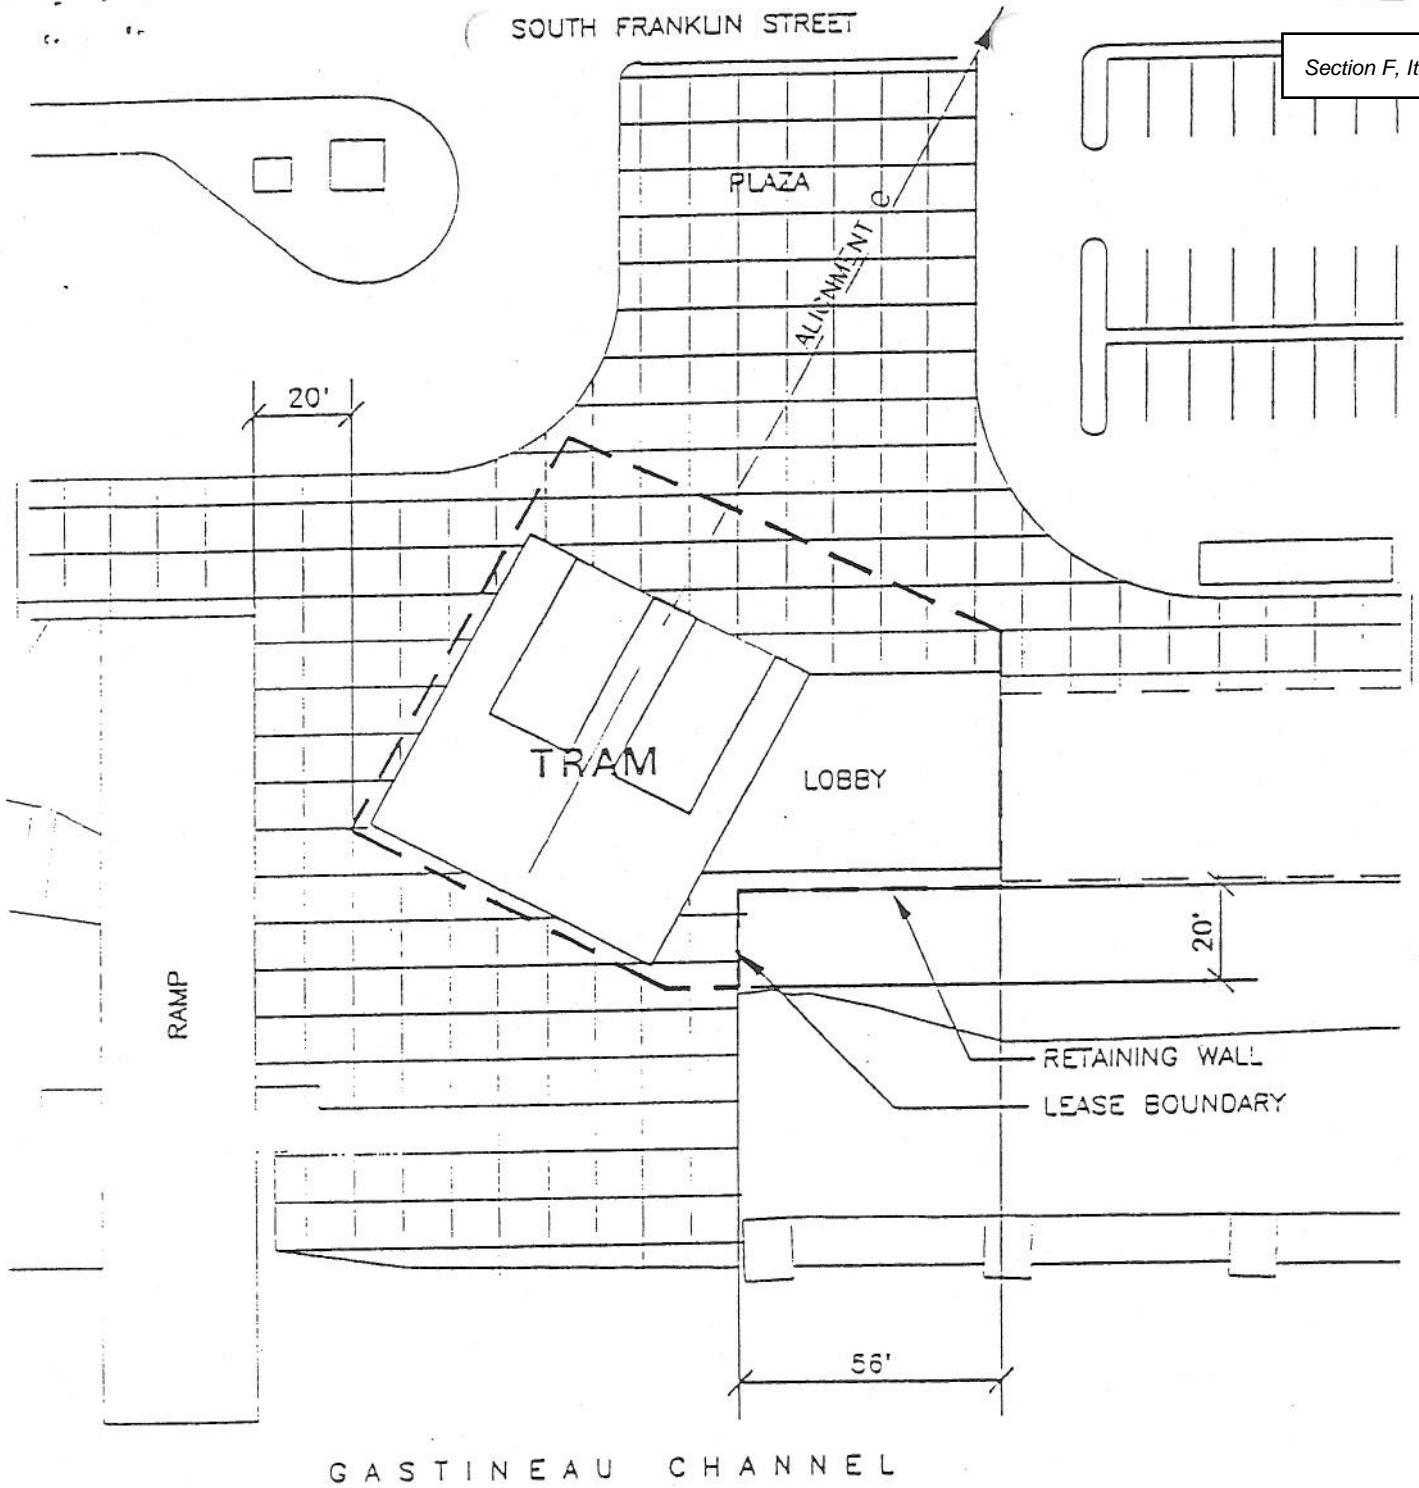 SOUTH FRANKLIN STREET
Section F, It
PLAZA
ALIGNMENT e
20'
TRAM
LOBBY
20'
RAMP
RETAINING WALL
LEASE BOUNDARY
56'
GASTINEAU CHANNEL